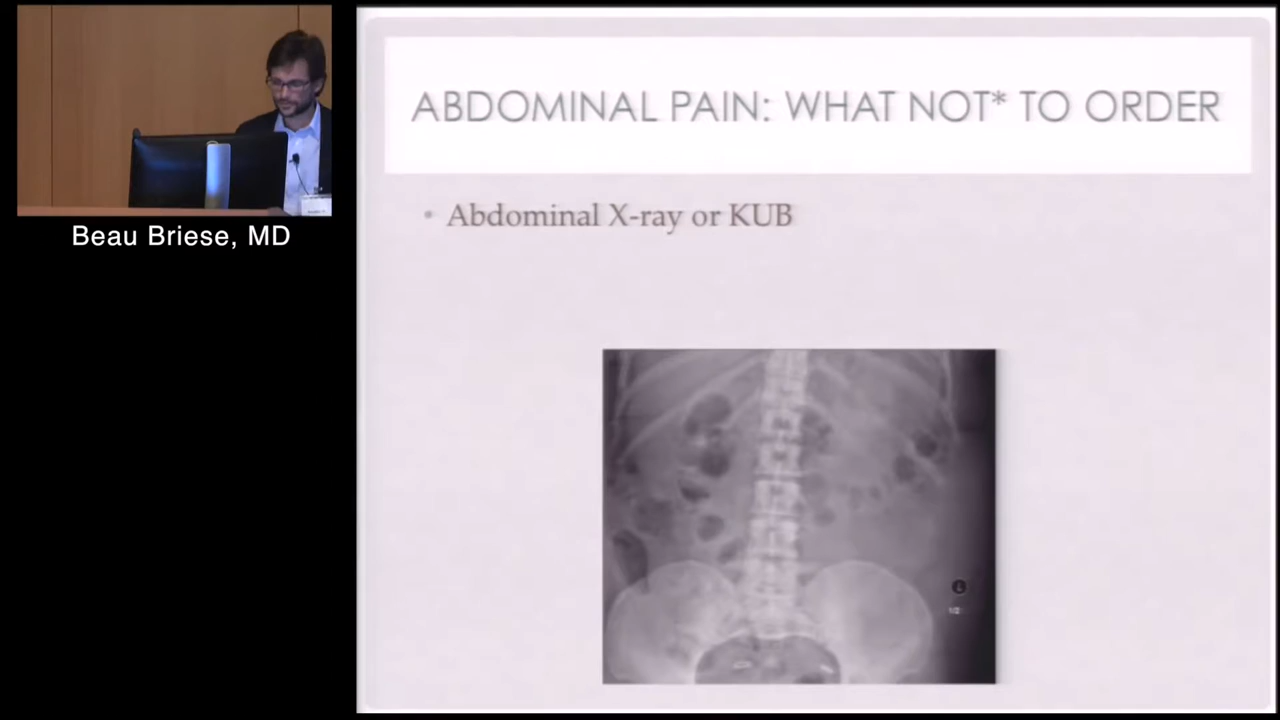 Beau Briese, MD
ABDOMINAL PAIN: WHAT NOT* TO ORDER
• Abdominal X-ray or KUB
L